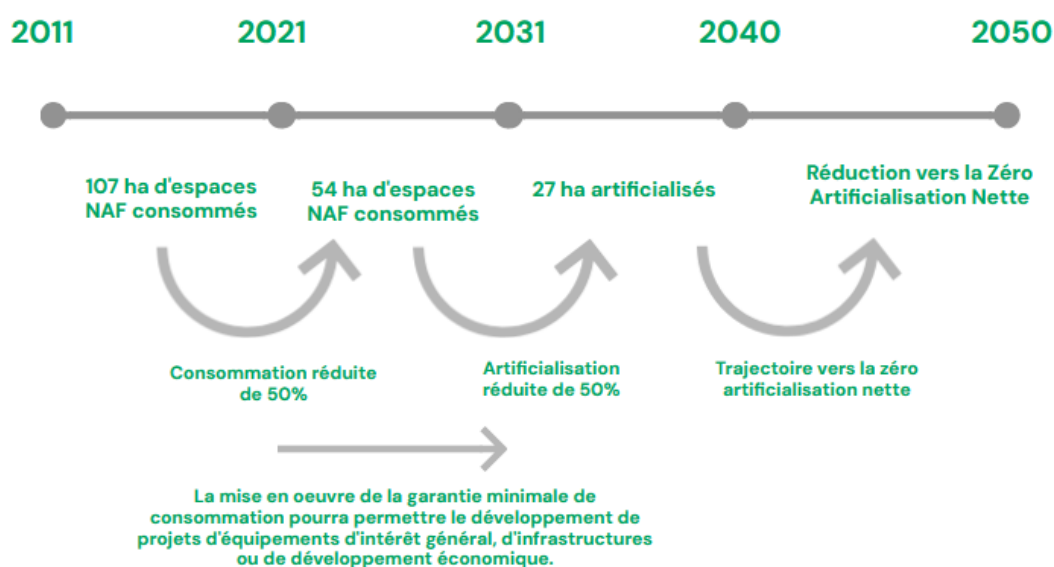 2011
2021
2031
2040
2050
107 ha d'espaces
NAF consommés
54 ha d'espaces
NAF consommés
27 ha artificialisés
Réduction vers la Zéro
Artificialisation Nette
Consommation réduite
de 50%
Artificialisation
réduite de 50%
Trajectoire vers la zéro
artificialisation nette
La mise en oeuvre de la garantie minimale de
consommation pourra permettre le développement de
projets d'équipements d'intérêt général, d'infrastructures
ou de développement économique.